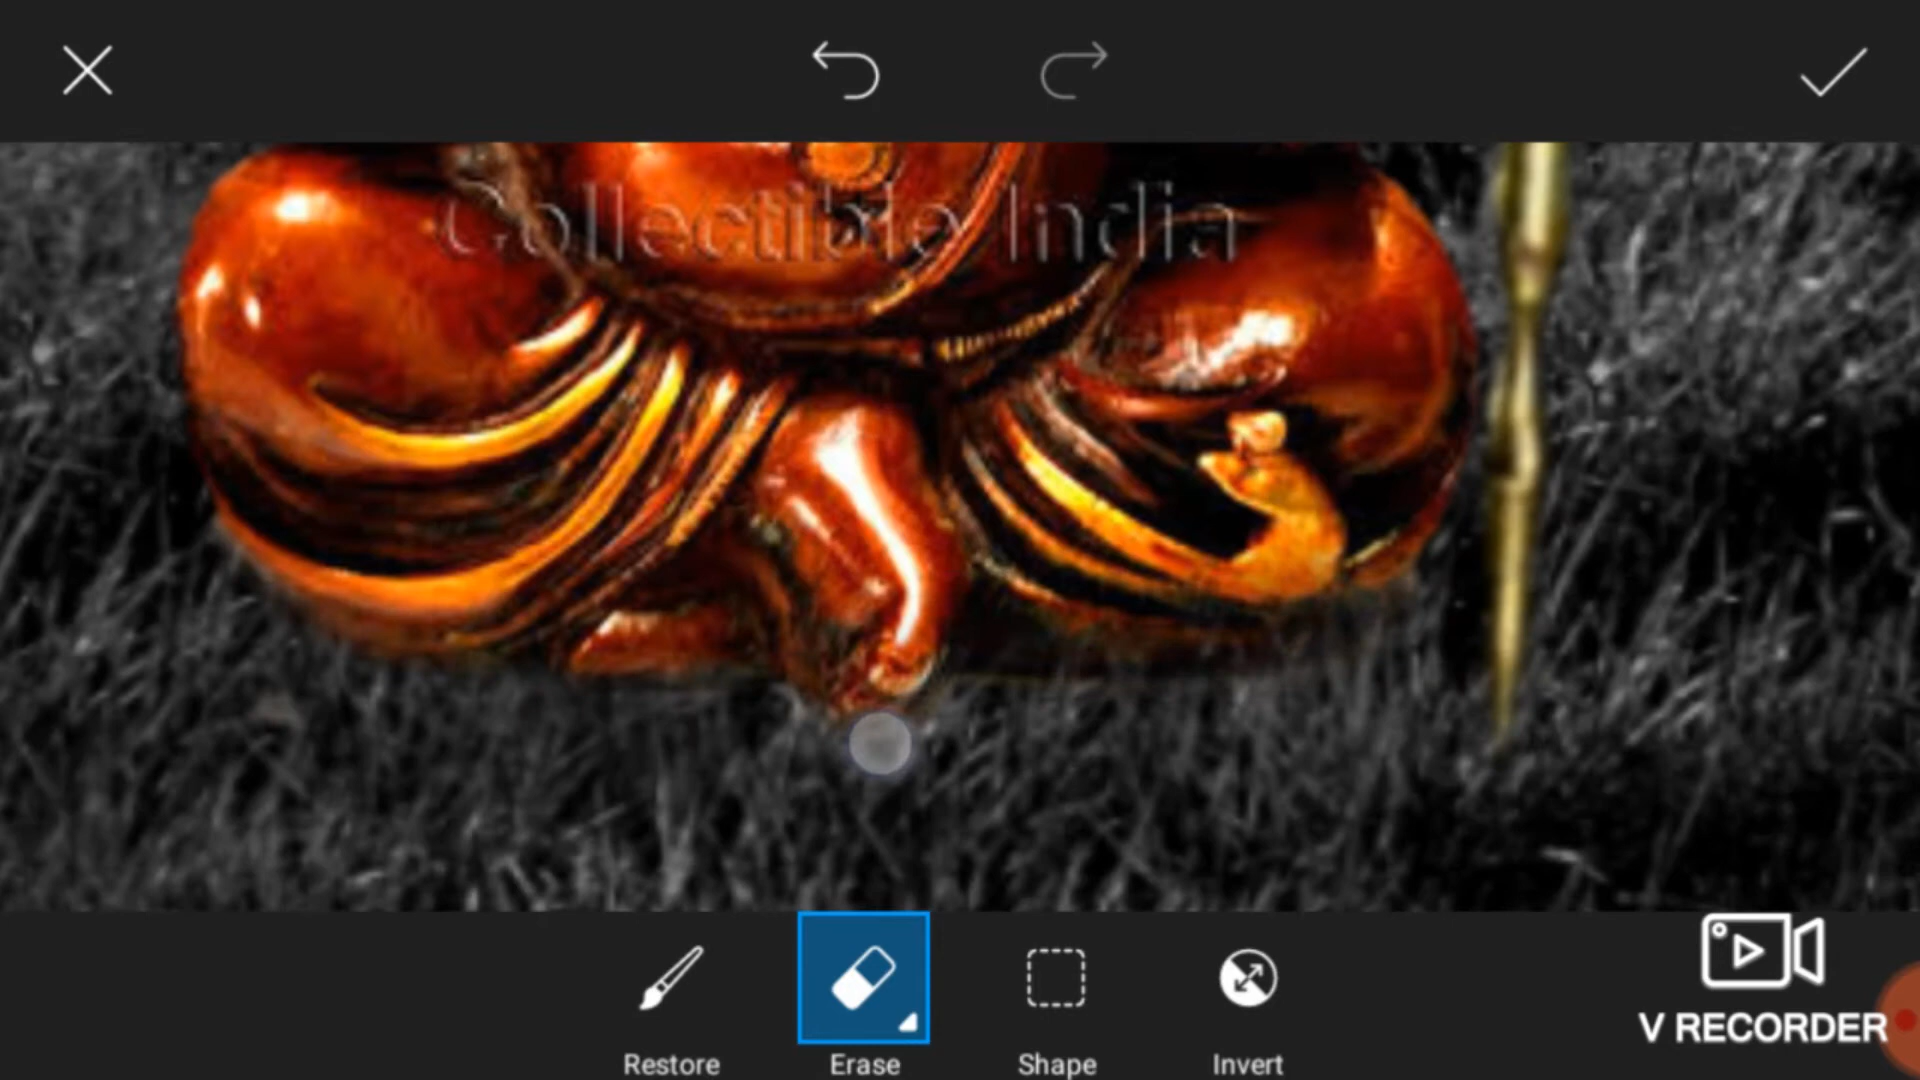 Collectible India
V RECORDER
Restore
Erase
Shape
Invert